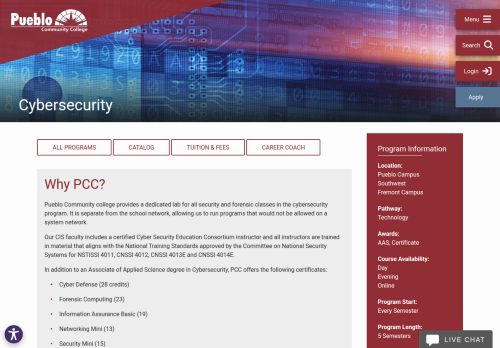 Pueblo
Community College
Menu
Search
Login
Apply
Cybersecurity
ALL PROGRAMS
CATALOG
TUITION & FEES
CAREER COACH
Why PCC?
Pueblo Community college provides a dedicated lab for all security and forensic classes in the cybersecurity
program. It is separate from the school network, allowing us to run programs that would not be allowed on a
system network.
Our CIS faculty includes a certified Cyber Security Education Consortium instructor and all instructors are trained
in material that aligns with the National Training Standards approved by the Committee on National Security
Systems for NSTISSI 4011, CNSSI 4012, CNSSI 4013E and CNSSI 4014E.
In addition to an Associate of Applied Science degree in Cybersecurity, PCC offers the following certificates:
• Cyber Defense (28 credits)
• Forensic Computing (23)
• Information Assurance Basic (19)
• Networking Mini (13)
• Security Mini (15)
Program Information
Location:
Pueblo Campus
Southwest
Fremont Campus
Pathway:
Technology
Awards:
AAS, Certificate
Course Availability:
Day
Evening
Online
Program Start:
Every Semester
Program Length:
5 Semesters
LIVE CHAT